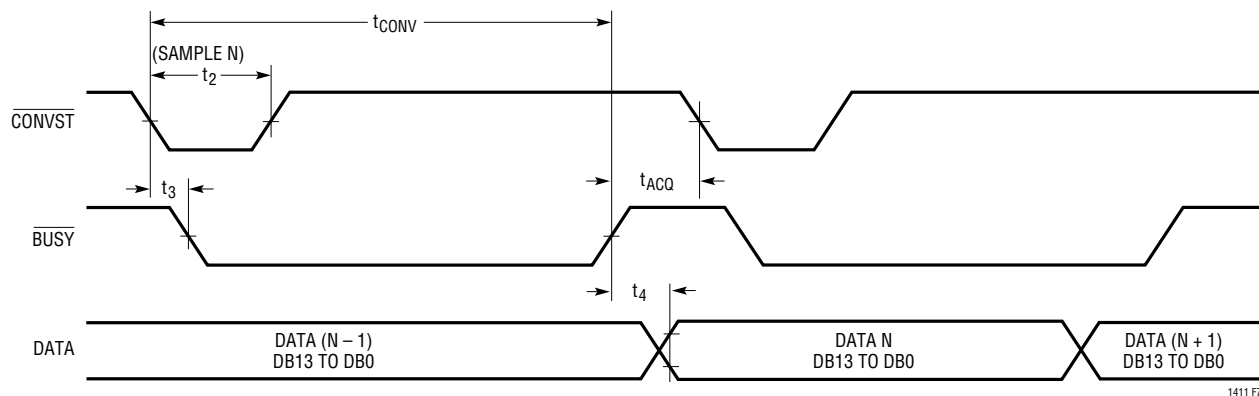 tCONV
(SAMPLE N)
t2
CONVST
t3
tACQ
BUSY
t4
DATA
DATA (N – 1)
DB13 TO DB0
DATA N
DB13 TO DB0
DATA (N + 1)
DB13 TO DB0